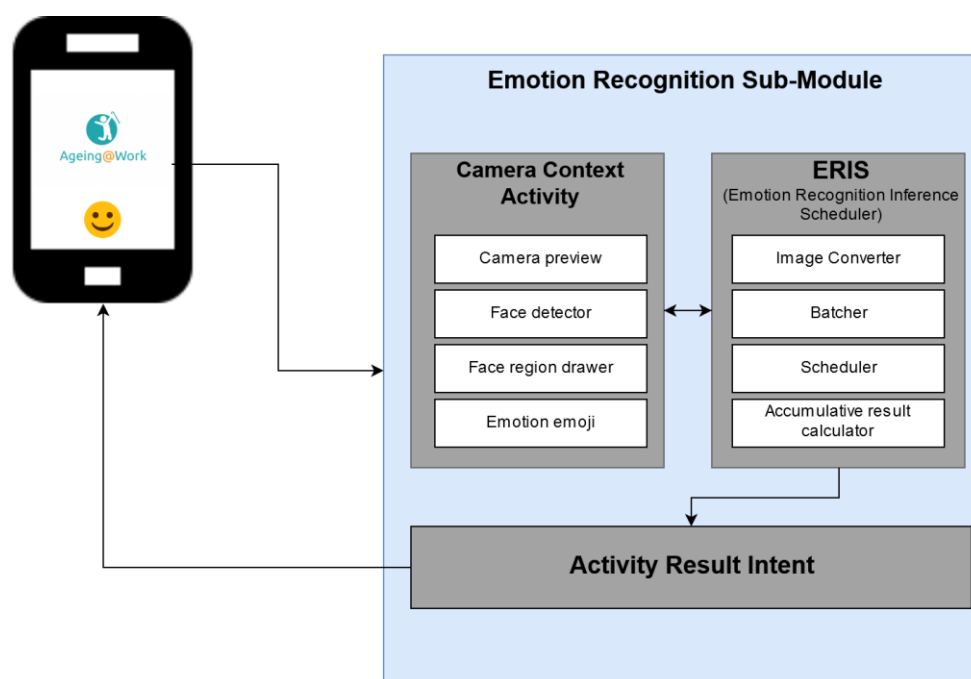 Ageing@Work
Emotion Recognition Sub-Module
Camera Context
Activity
Camera preview
Face detector
Face region drawer
Emotion emoji
ERIS
(Emotion Recognition Inference
Scheduler)
Image Converter
Batcher
Scheduler
Accumulative result
calculator
Activity Result Intent